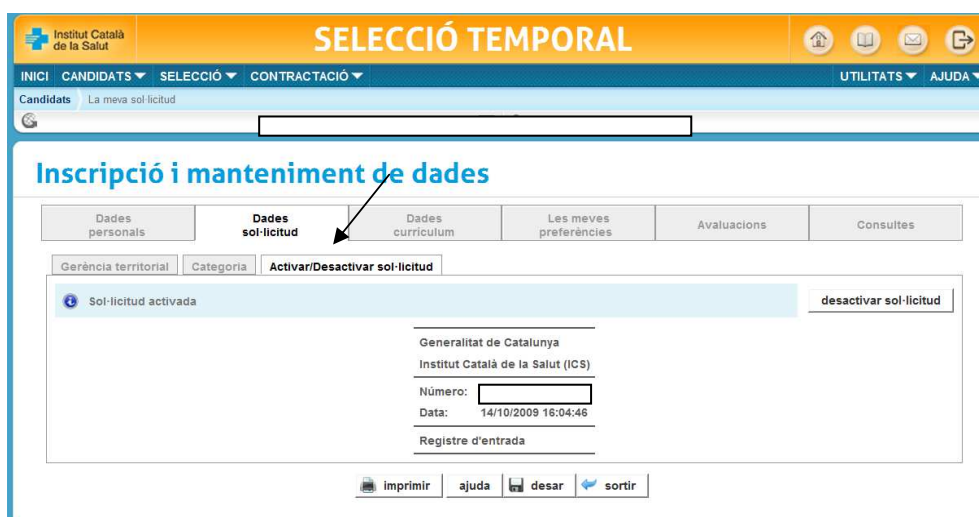 Institut Català
de la Salut
SELECCIÓ TEMPORAL
INICI CANDIDATS SELECCIÓ CONTRACTACIÓ UTILITATS AJUDA
Candidats La meva sol·licitud
Inscripció i manteniment de dades
Dades
personals
Dades
sol·licitud
Dades
curriculum
Les meves
preferències
Avaluacions
Consultes
Gerència territorial Categoria Activar/Desactivar sol·licitud
Sol·licitud activada desactivar sol·licitud
Generalitat de Catalunya
Institut Català de la Salut (ICS)
Número:
Data: 14/10/2009 16:04:46
Registre d'entrada
imprimir ajuda desar sortir